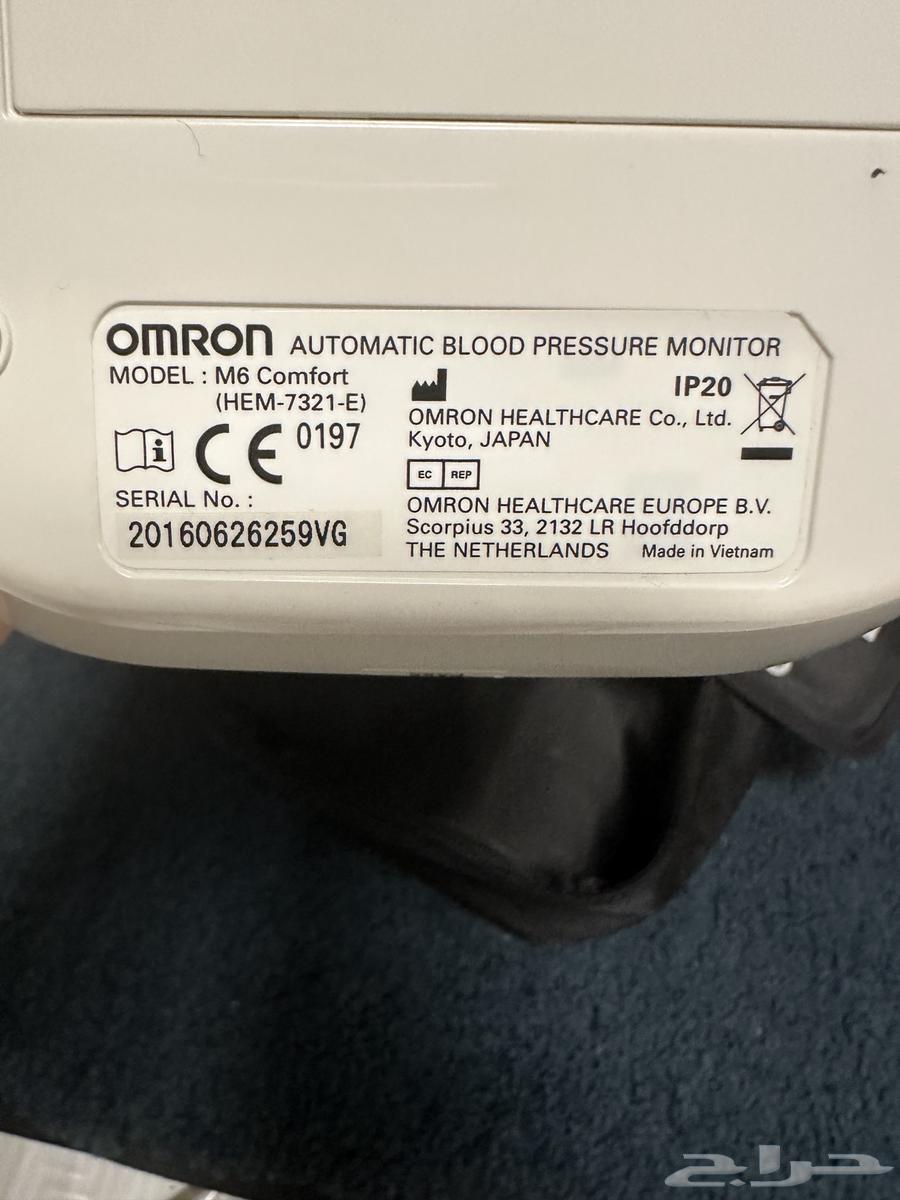 OMRON AUTOMATIC BLOOD PRESSURE MONITOR
MODEL : M6 Comfort
(HEM-7321-E)
CE 0197
SERIAL No. :
20160626259VG
IP20
OMRON HEALTHCARE Co., Ltd.
Kyoto, JAPAN
EC REP
OMRON HEALTHCARE EUROPE B.V.
Scorpius 33, 2132 LR Hoofddorp
THE NETHERLANDS Made in Vietnam
حراج